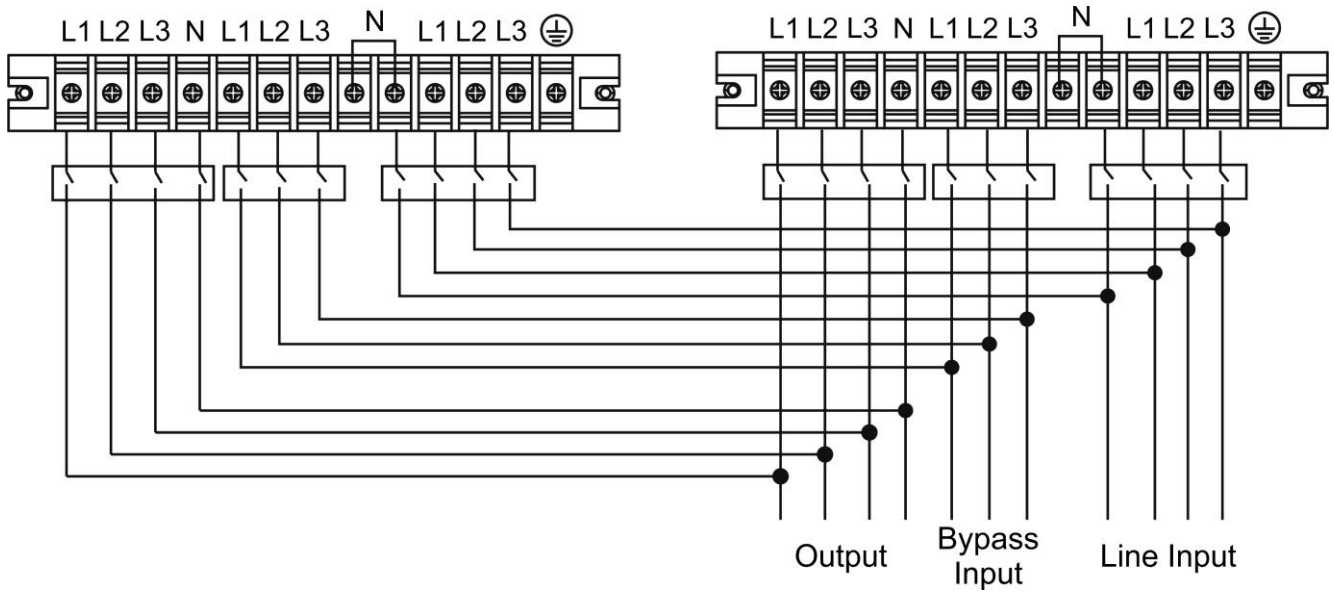 L1 L2 L3 N L1 L2 L3 N L1 L2 L3
L1 L2 L3 N L1 L2 L3 N L1 L2 L3
Output
Bypass
Input
Line Input